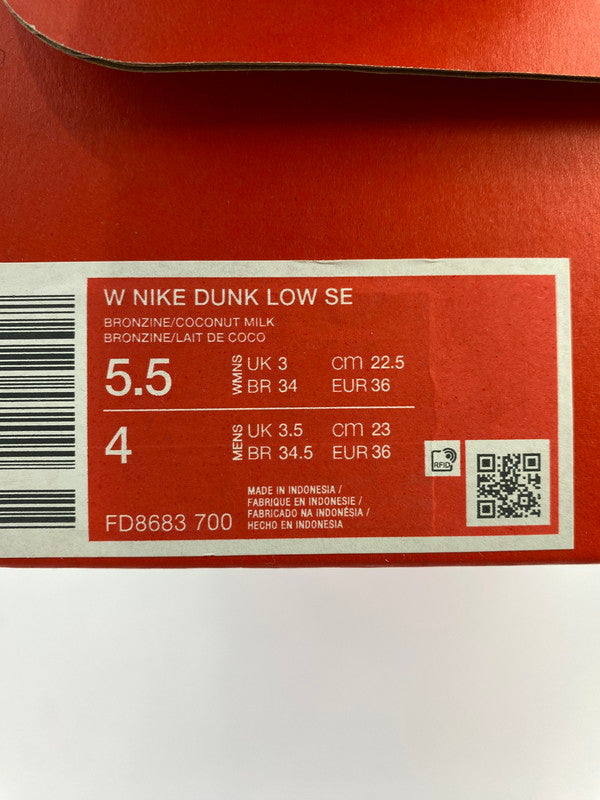 W NIKE DUNK LOW SE
BRONZINE/COCONUT MILK
BRONZINE/LAIT DE COCO
5.5 WMNS UK 3 cm 22.5
BR 34 EUR 36
4 MENS UK 3.5 cm 23
BR 34.5 EUR 36
RFID
MADE IN INDONESIA /
FABRIQUE EN INDONESIE /
FABRICADO NA INDONÉSIA /
FD8683 700 HECHO EN INDONESIA